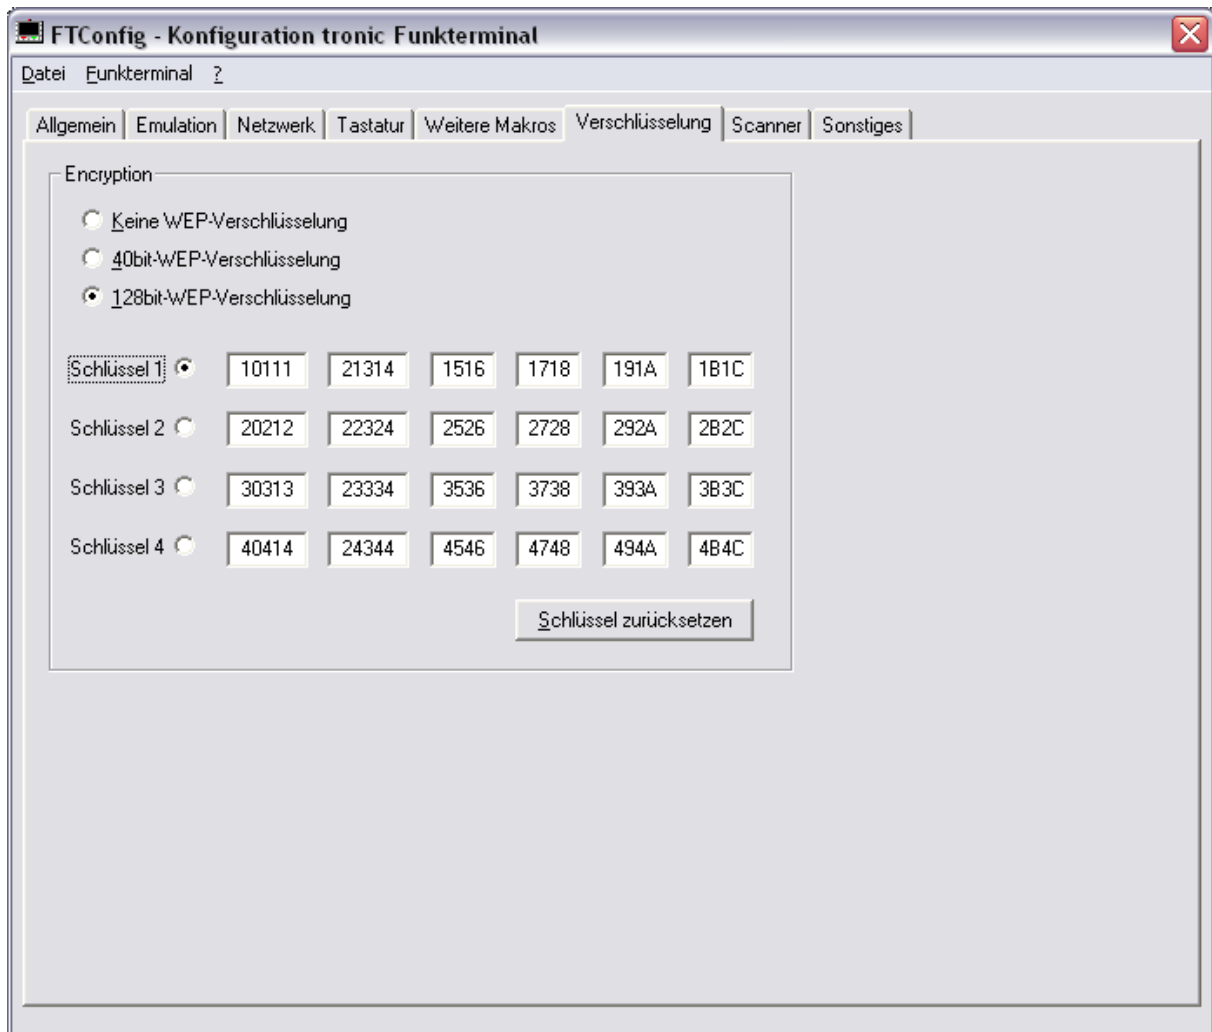 FTConfig - Konfiguration tronic Funkterminal
Datei Funkterminal ?
Allgemein Emulation Netzwerk Tastatur Weitere Makros Verschlüsselung Scanner Sonstiges
Encryption
Keine WEP-Verschlüsselung
40bit-WEP-Verschlüsselung
128bit-WEP-Verschlüsselung
Schlüssel 1 10111 21314 1516 1718 191A 1B1C
Schlüssel 2 20212 22324 2526 2728 292A 2B2C
Schlüssel 3 30313 23334 3536 3738 393A 3B3C
Schlüssel 4 40414 24344 4546 4748 494A 4B4C
Schlüssel zurücksetzen